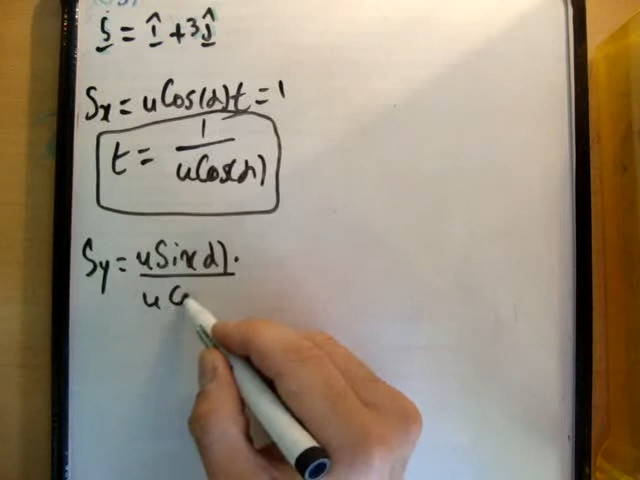 s = î + 3ĵ
Sx = uCos(α)t = 1
t = 1 / uCos(α)
Sy = uSin(α).
u C